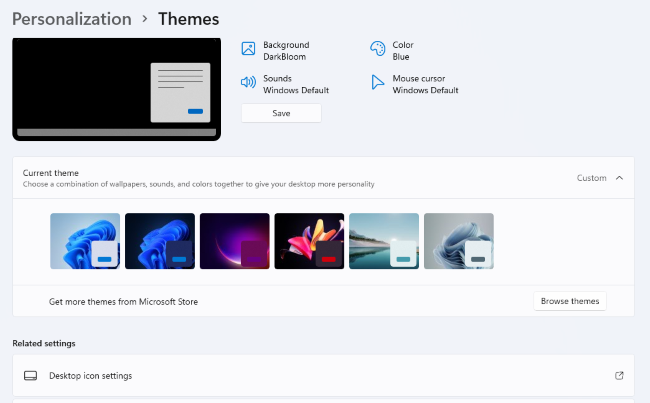 Personalization > Themes
Background
DarkBloom
Color
Blue
Sounds
Windows Default
Mouse cursor
Windows Default
Save
Current theme
Choose a combination of wallpapers, sounds, and colors together to give your desktop more personality
Custom
Get more themes from Microsoft Store
Browse themes
Related settings
Desktop icon settings